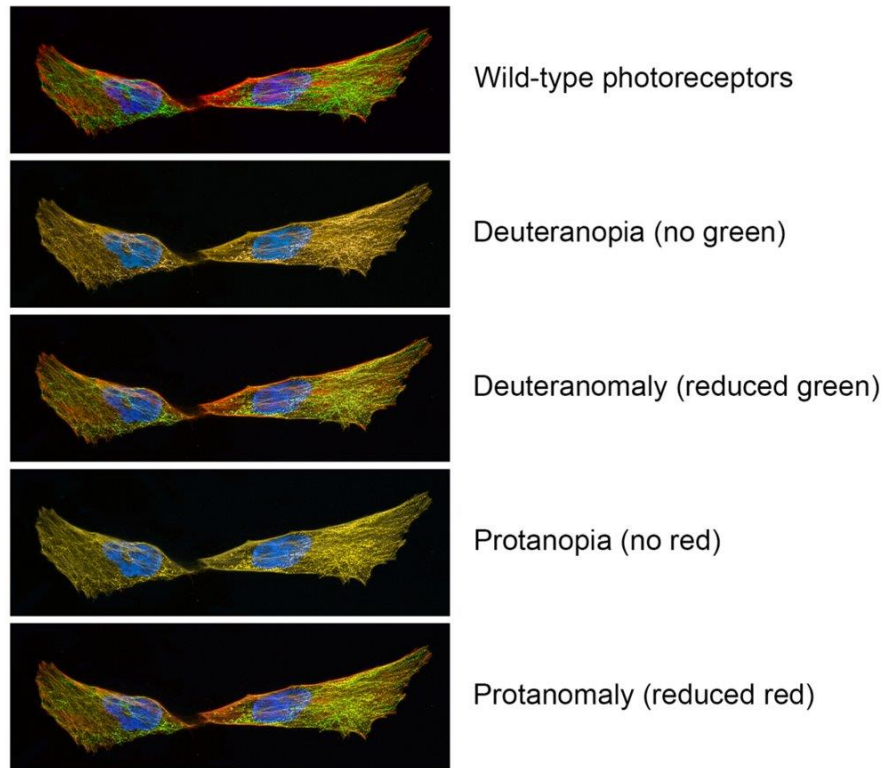 Wild-type photoreceptors
Deuteranopia (no green)
Deuteranomaly (reduced green)
Protanopia (no red)
Protanomaly (reduced red)